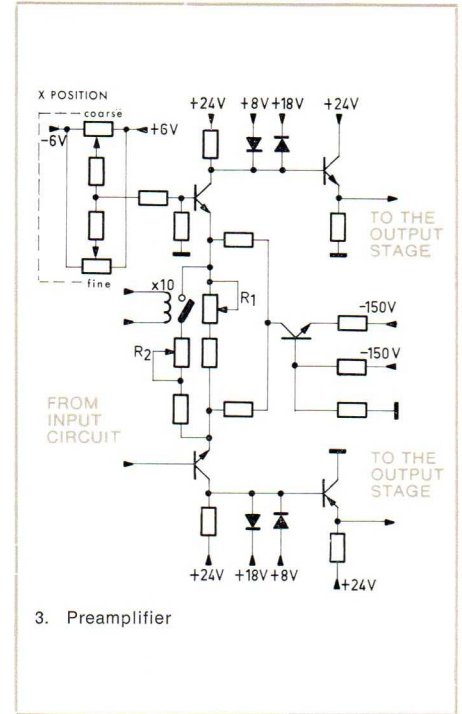 X POSITION
coarse
-6V
+6V
+24V
+8V
+18V
+24V
TO THE
OUTPUT
STAGE
fine
x10
R1
-150V
R2
-150V
FROM
INPUT
CIRCUIT
TO THE
OUTPUT
STAGE
+24V
+18V
+8V
+24V
3. Preamplifier